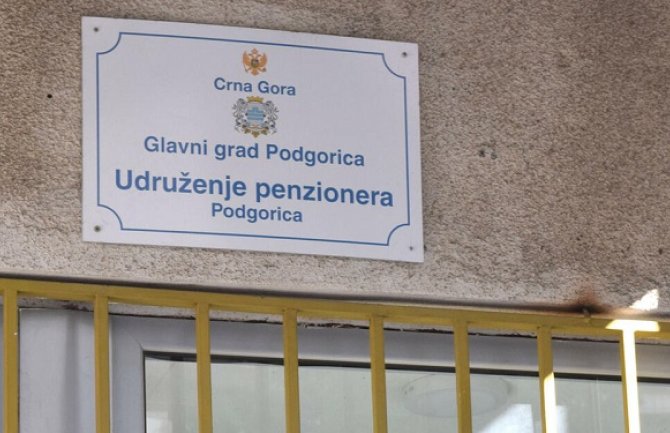 Crna Gora
Glavni grad Podgorica
Udruženje penzionera
Podgorica